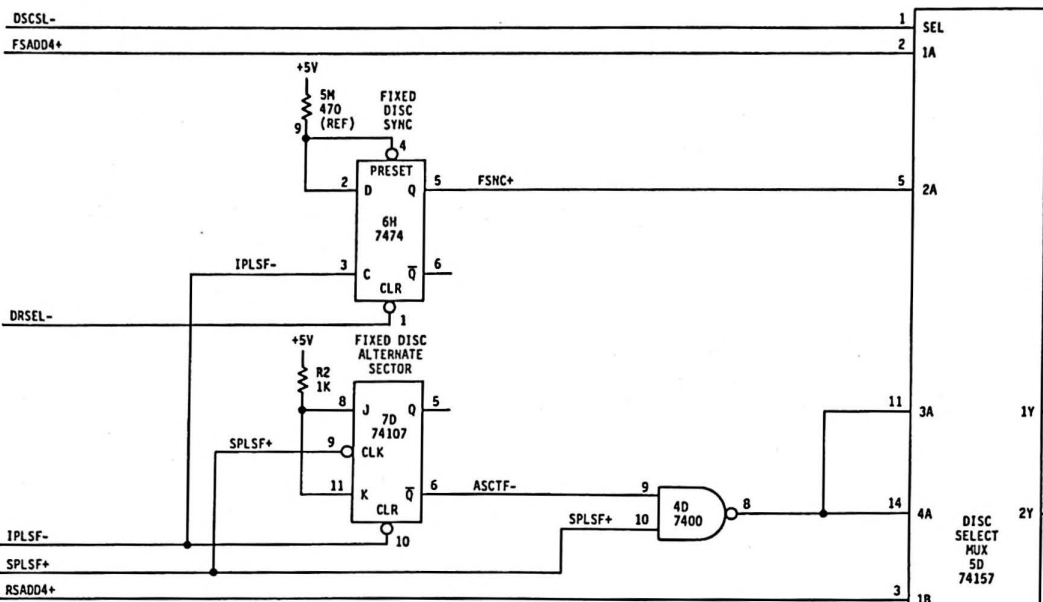 DSCSL-
1
SEL
FSADD4+
2
1A
+5V
5M
470
(REF)
9
FIXED
DISC
SYNC
4
PRESET
2
D
Q
5
FSNC+
5
2A
6H
7474
IPLSF-
3
C
Q
6
CLR
DRSEL-
1
+5V
FIXED DISC
ALTERNATE
SECTOR
R2
1K
8
J
Q
5
7D
74107
11
3A
1Y
SPLSF+
9
CLK
11
K
Q
6
ASCTF-
9
CLR
4D
7400
8
14
4A
2Y
SPLSF+
10
DISC
SELECT
MUX
5D
74157
IPLSF-
10
SPLSF+
RSADD4+
3
1B